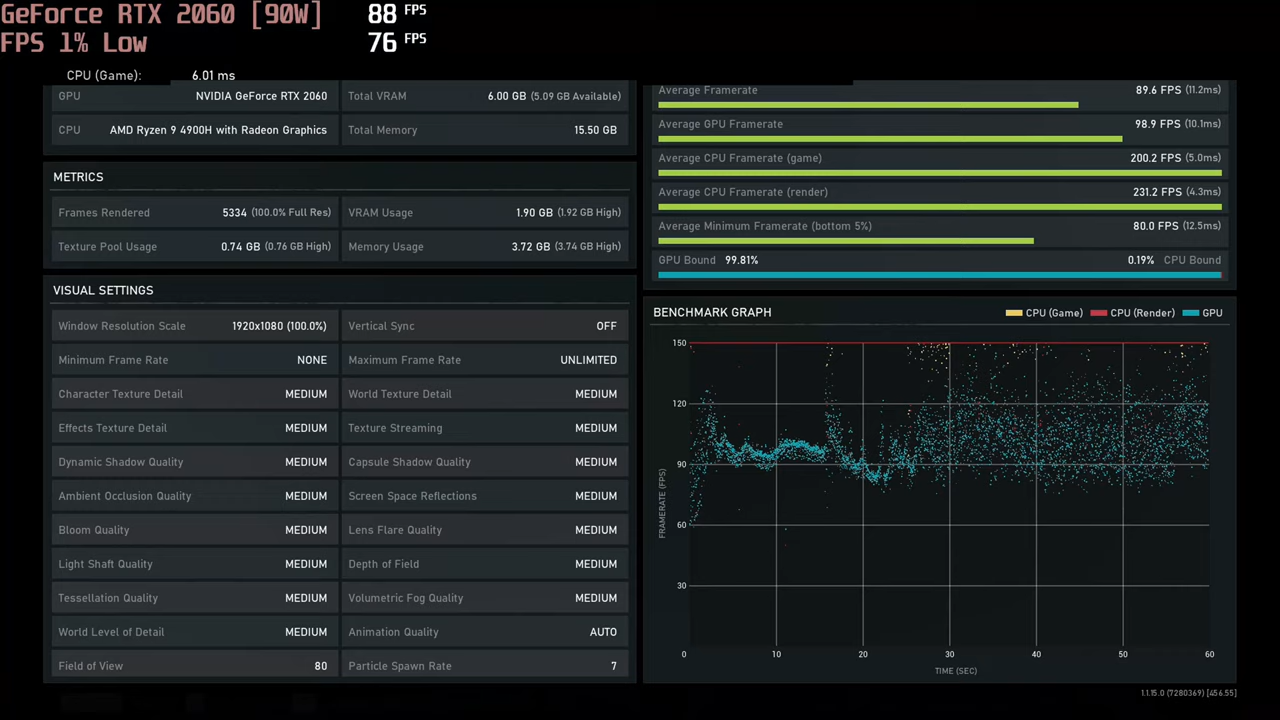 GeForce RTX 2060 [90W] 88 FPS
FPS 1% Low 76 FPS
CPU (Game): 6.01 ms
GPU NVIDIA GeForce RTX 2060 Total VRAM 6.00 GB (5.09 GB Available)
CPU AMD Ryzen 9 4900H with Radeon Graphics Total Memory 15.50 GB
METRICS
Frames Rendered 5334 (100.0% Full Res) VRAM Usage 1.90 GB (1.92 GB High)
Texture Pool Usage 0.74 GB (0.76 GB High) Memory Usage 3.72 GB (3.74 GB High)
VISUAL SETTINGS
Window Resolution Scale 1920x1080 (100.0%) Vertical Sync OFF
Minimum Frame Rate NONE Maximum Frame Rate UNLIMITED
Character Texture Detail MEDIUM World Texture Detail MEDIUM
Effects Texture Detail MEDIUM Texture Streaming MEDIUM
Dynamic Shadow Quality MEDIUM Capsule Shadow Quality MEDIUM
Ambient Occlusion Quality MEDIUM Screen Space Reflections MEDIUM
Bloom Quality MEDIUM Lens Flare Quality MEDIUM
Light Shaft Quality MEDIUM Depth of Field MEDIUM
Tessellation Quality MEDIUM Volumetric Fog Quality MEDIUM
World Level of Detail MEDIUM Animation Quality AUTO
Field of View 80 Particle Spawn Rate 7
Average Framerate 89.6 FPS (11.2ms)
Average GPU Framerate 98.9 FPS (10.1ms)
Average CPU Framerate (game) 200.2 FPS (5.0ms)
Average CPU Framerate (render) 231.2 FPS (4.3ms)
Average Minimum Framerate (bottom 5%) 80.0 FPS (12.5ms)
GPU Bound 99.81% 0.19% CPU Bound
BENCHMARK GRAPH CPU (Game) CPU (Render) GPU
150
120
90
60
30
FRAMERATE (FPS)
0 10 20 30 40 50 60
TIME (SEC)
1.1.15.0 (7280369) [456.55]